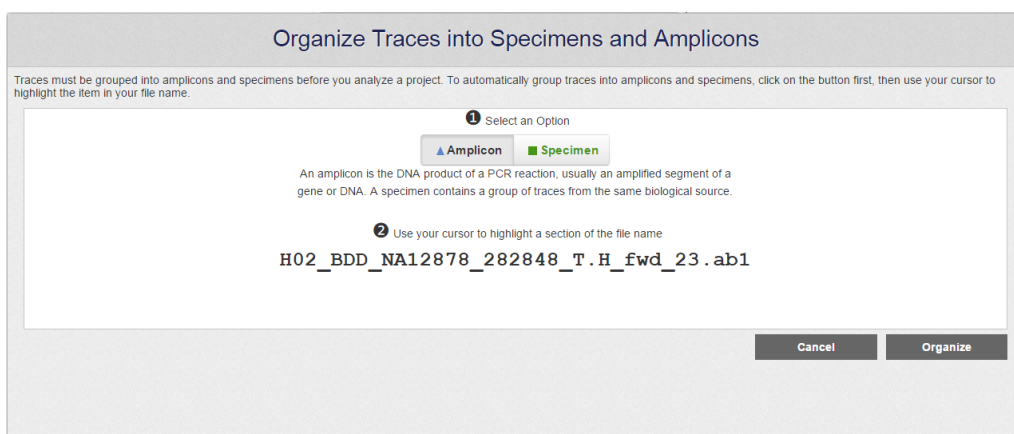 Organize Traces into Specimens and Amplicons
Traces must be grouped into amplicons and specimens before you analyze a project. To automatically group traces into amplicons and specimens, click on the button first, then use your cursor to
highlight the item in your file name.
❶ Select an Option
Amplicon Specimen
An amplicon is the DNA product of a PCR reaction, usually an amplified segment of a
gene or DNA. A specimen contains a group of traces from the same biological source.
❷ Use your cursor to highlight a section of the file name
H02_BDD_NA12878_282848_T.H_fwd_23.ab1
Cancel Organize